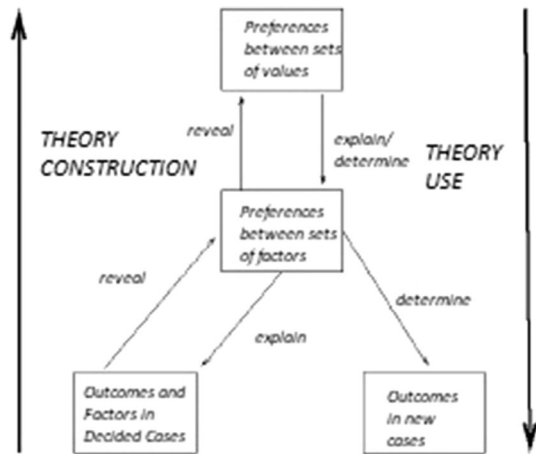 Preferences
between sets
of values
reveal
explain/
determine
THEORY
CONSTRUCTION
THEORY
USE
Preferences
between sets
of factors
reveal
explain
determine
Outcomes and
Factors in
Decided Cases
Outcomes
in new
cases